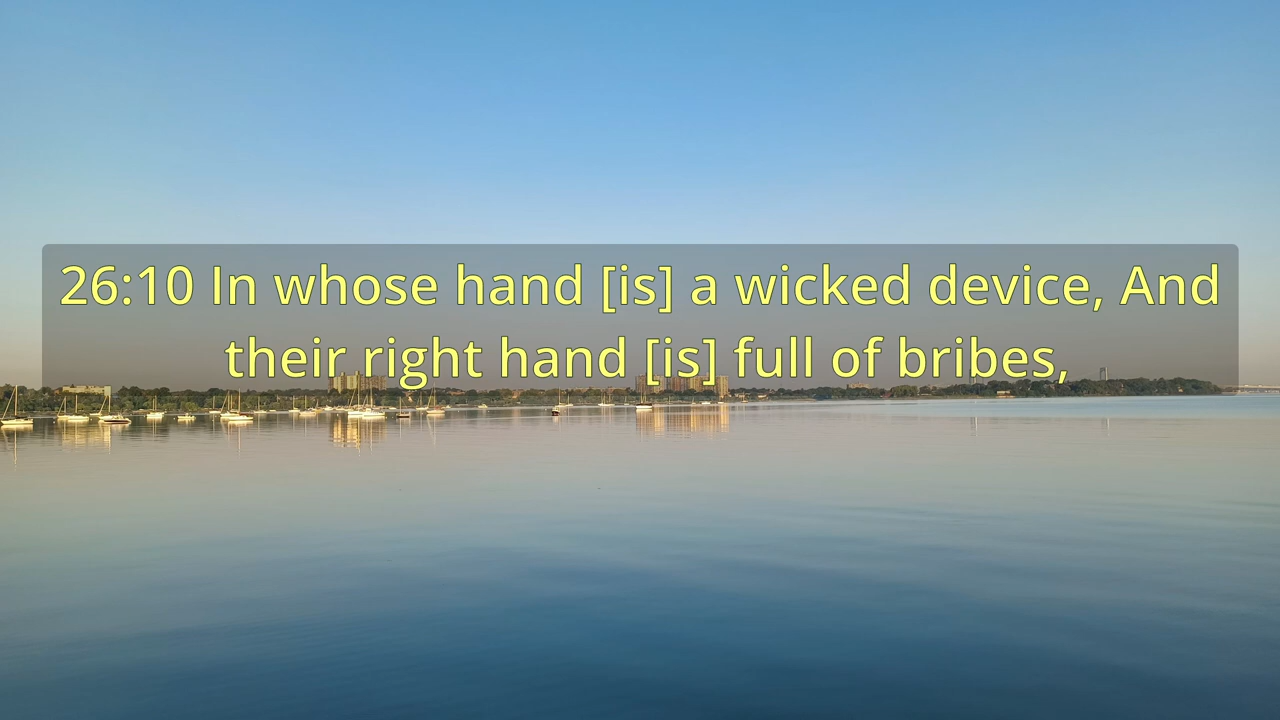 26:10 In whose hand [is] a wicked device, And
their right hand [is] full of bribes,